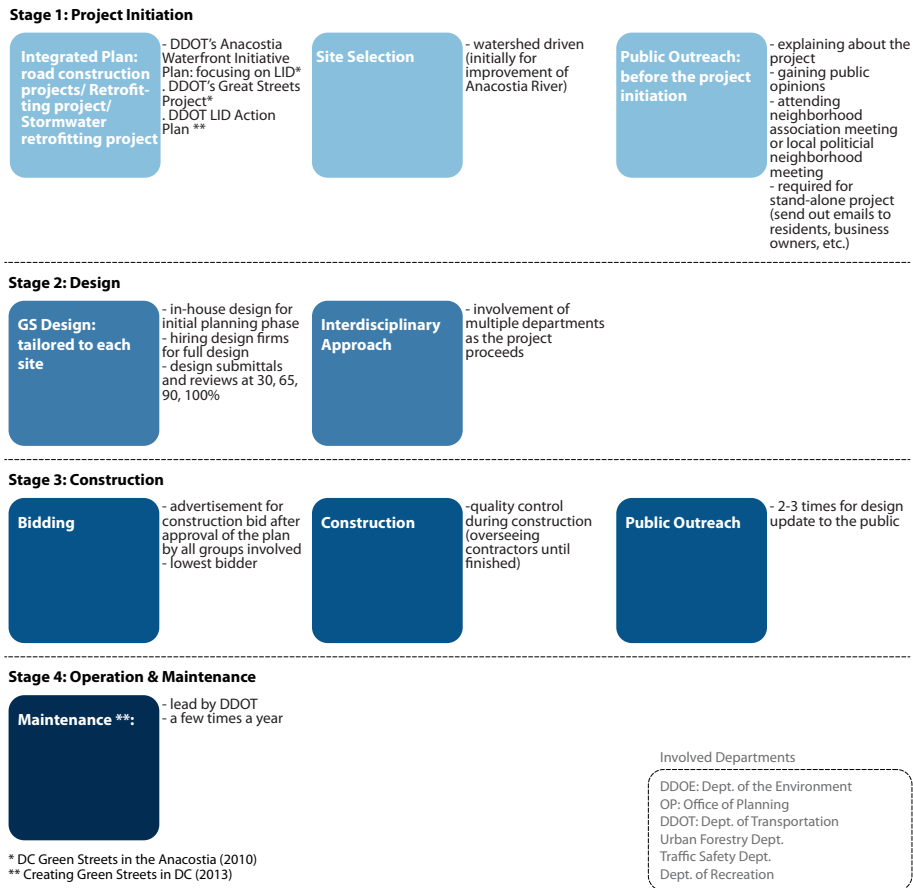 Stage 1: Project Initiation
Integrated Plan:
road construction
projects/ Retrofit-
ting project/
Stormwater
retrofitting project
- DDOT's Anacostia
Waterfront Initiative
Plan: focusing on LID*
. DDOT's Great Streets
Project*
. DDOT LID Action
Plan **
Site Selection
- watershed driven
(initially for
improvement of
Anacostia River)
Public Outreach:
before the project
initiation
- explaining about the
project
- gaining public
opinions
- attending
neighborhood
association meeting
or local politicial
neighborhood
meeting
- required for
stand-alone project
(send out emails to
residents, business
owners, etc.)
Stage 2: Design
GS Design:
tailored to each
site
- in-house design for
initial planning phase
- hiring design firms
for full design
- design submittals
and reviews at 30, 65,
90, 100%
Interdisciplinary
Approach
- involvement of
multiple departments
as the project
proceeds
Stage 3: Construction
Bidding
- advertisement for
construction bid after
approval of the plan
by all groups involved
- lowest bidder
Construction
-quality control
during construction
(overseeing
contractors until
finished)
Public Outreach
- 2-3 times for design
update to the public
Stage 4: Operation & Maintenance
Maintenance **:
- lead by DDOT
- a few times a year
Involved Departments
DDOE: Dept. of the Environment
OP: Office of Planning
DDOT: Dept. of Transportation
Urban Forestry Dept.
Traffic Safety Dept.
Dept. of Recreation
* DC Green Streets in the Anacostia (2010)
** Creating Green Streets in DC (2013)